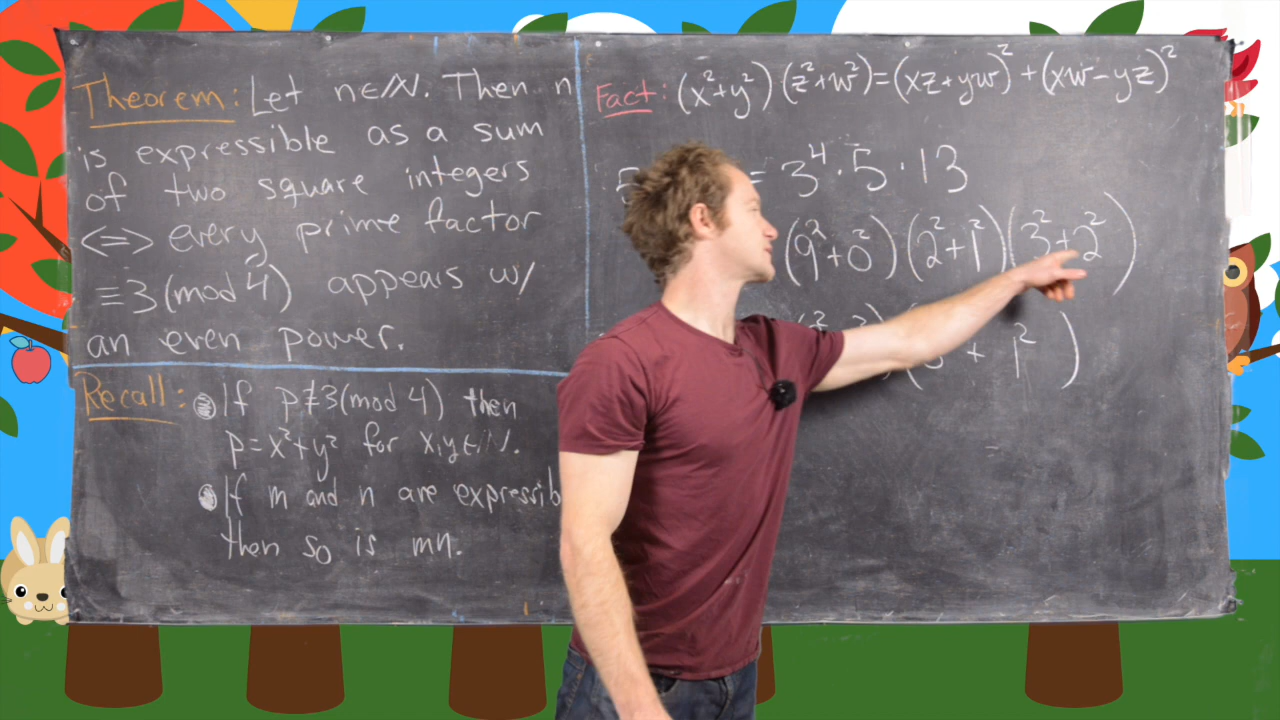 Theorem: Let n∈ℕ. Then n
is expressible as a sum
of two square integers
<=> every prime factor
≡3(mod 4) appears w/
an even power.
Recall: • If p≢3(mod 4) then
p=x²+y² for x,y∈ℕ.
• If m and n are expressib
then so is mn.
Fact: (x²+y²)(z²+w²)=(xz+yw)²+(xw-yz)²
5 = 3⁴·5·13
(9²+0²)(2²+1²)(3²+2²)
+ 1²)